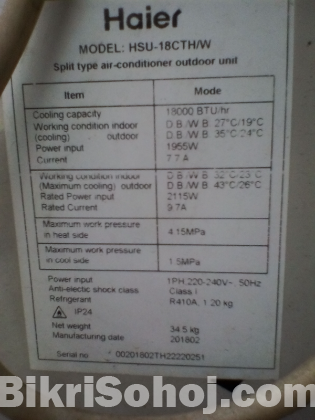 Haier
MODEL: HSU-18CTH/W
Split type air-conditioner outdoor unit
Item Mode
Cooling capacity 18000 BTU/hr
Working condition indoor D.B./W.B. 27°C/19°C
(cooling) outdoor D.B./W.B. 35°C/24°C
Power input 1955W
Current 7.7A
Working condition indoor D.B./W.B. 32°C/23°C
(Maximum cooling) outdoor D.B./W.B. 43°C/26°C
Rated Power input 2115W
Rated Current 9.7A
Maximum work pressure
in heat side 4.15MPa
Maximum work pressure
in cool side 1.5MPa
Power input 1PH,220-240V~, 50Hz
Anti-electic shock class Class I
Refrigerant R410A, 1.20 kg
IP24
Net weight 34.5 kg
Manufacturing date 201802
Serial no 00201802TH22220251
BikriSohoj.com